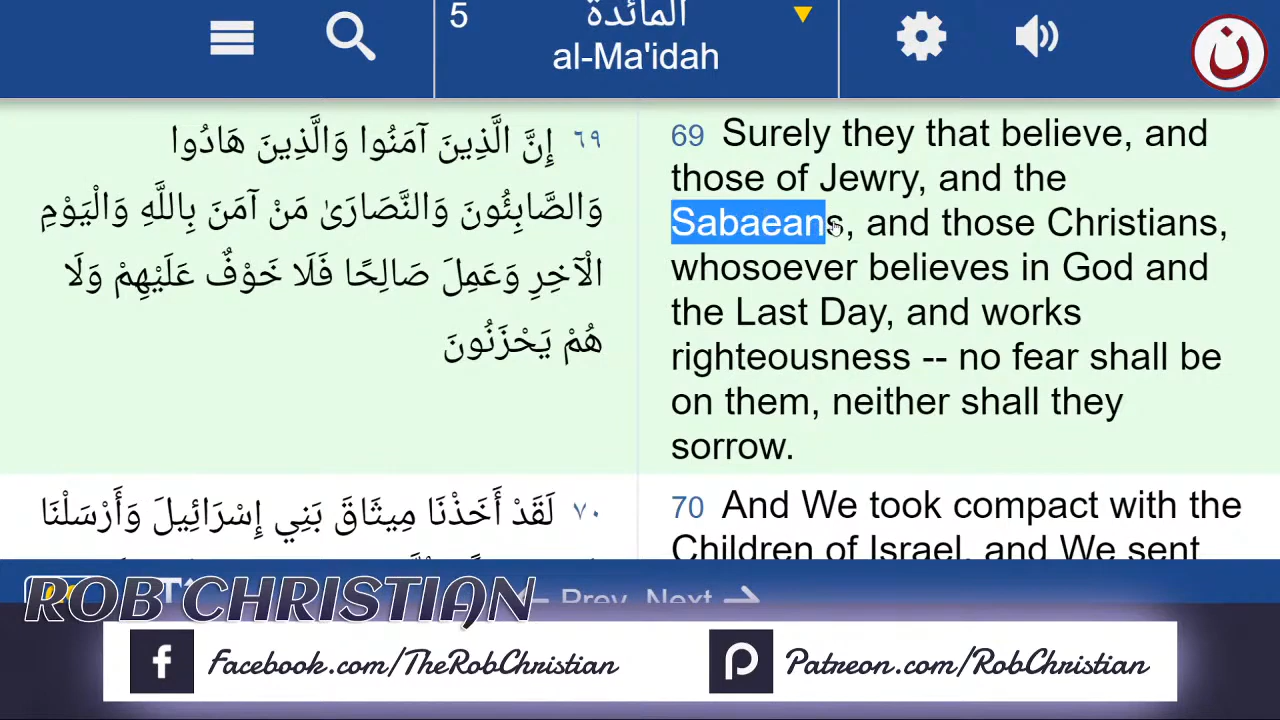 5
المائدة
al-Ma'idah
ن
٦٩ إِنَّ الَّذِينَ آمَنُوا وَالَّذِينَ هَادُوا
وَالصَّابِئُونَ وَالنَّصَارَىٰ مَنْ آمَنَ بِاللَّهِ وَالْيَوْمِ
الْآخِرِ وَعَمِلَ صَالِحًا فَلَا خَوْفٌ عَلَيْهِمْ وَلَا
هُمْ يَحْزَنُونَ
69 Surely they that believe, and
those of Jewry, and the
Sabaeans, and those Christians,
whosoever believes in God and
the Last Day, and works
righteousness -- no fear shall be
on them, neither shall they
sorrow.
٧٠ لَقَدْ أَخَذْنَا مِيثَاقَ بَنِي إِسْرَائِيلَ وَأَرْسَلْنَا
70 And We took compact with the
Children of Israel, and We sent
Prev Next
ROB CHRISTIAN
Facebook.com/TheRobChristian
Patreon.com/RobChristian